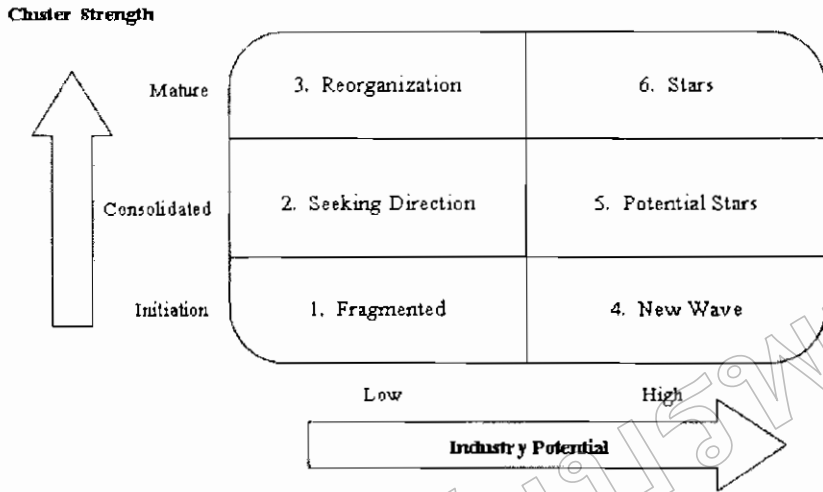 Cluster Strength
Mature
3. Reorganization
6. Stars
Consolidated
2. Seeking Direction
5. Potential Stars
Initiation
1. Fragmented
4. New Wave
Low
High
Industry Potential